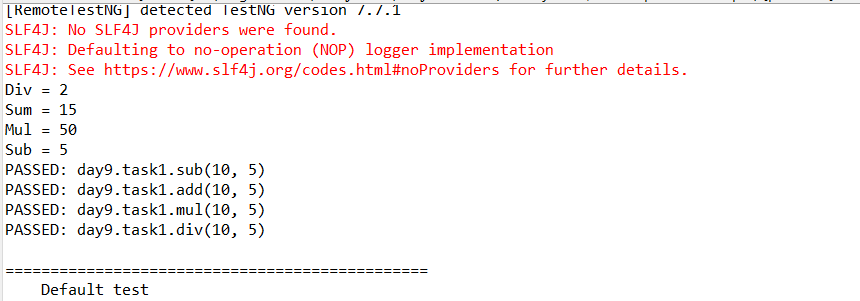 [RemoteTestNG] detected TestNG version 7.7.1
SLF4J: No SLF4J providers were found.
SLF4J: Defaulting to no-operation (NOP) logger implementation
SLF4J: See https://www.slf4j.org/codes.html#noProviders for further details.
Div = 2
Sum = 15
Mul = 50
Sub = 5
PASSED: day9.task1.sub(10, 5)
PASSED: day9.task1.add(10, 5)
PASSED: day9.task1.mul(10, 5)
PASSED: day9.task1.div(10, 5)
===============================================
Default test